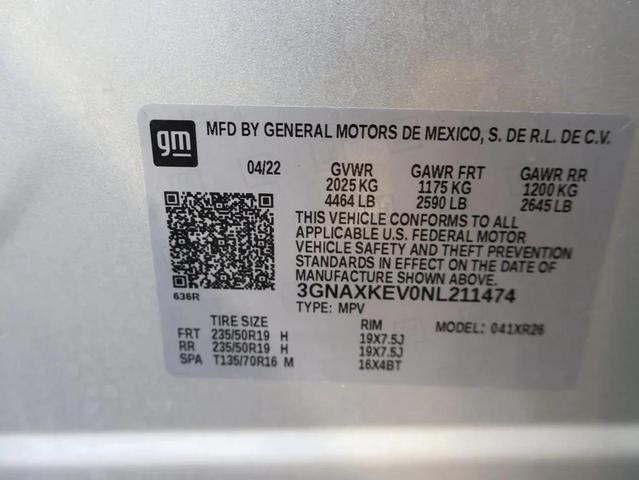 gm
MFD BY GENERAL MOTORS DE MEXICO, S. DE R.L. DE C.V.
04/22 GVWR GAWR FRT GAWR RR
2025 KG 1175 KG 1200 KG
4464 LB 2590 LB 2645 LB
THIS VEHICLE CONFORMS TO ALL
APPLICABLE U.S. FEDERAL MOTOR
VEHICLE SAFETY AND THEFT PREVENTION
STANDARDS IN EFFECT ON THE DATE OF
MANUFACTURE SHOWN ABOVE.
3GNAXKEV0NL211474
636R
TYPE: MPV
TIRE SIZE RIM MODEL: 041XR26
FRT 235/50R19 H 19X7.5J
RR 235/50R19 H 19X7.5J
SPA T135/70R16 M 16X4BT